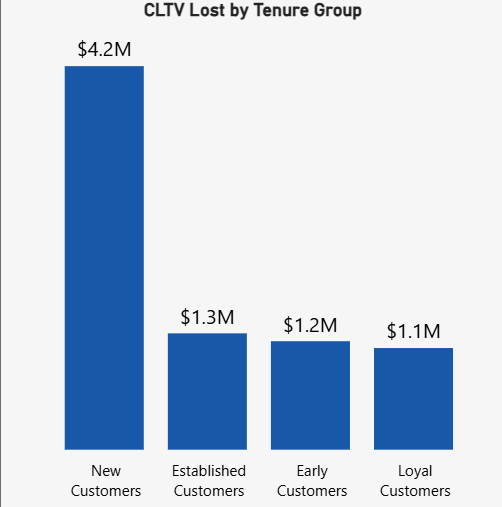 CLTV Lost by Tenure Group
$4.2M
$1.3M
$1.2M
$1.1M
New
Customers
Established
Customers
Early
Customers
Loyal
Customers